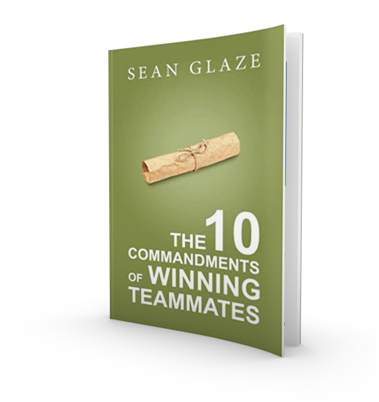 SEAN GLAZE
THE 10
COMMANDMENTS
OF WINNING
TEAMMATES